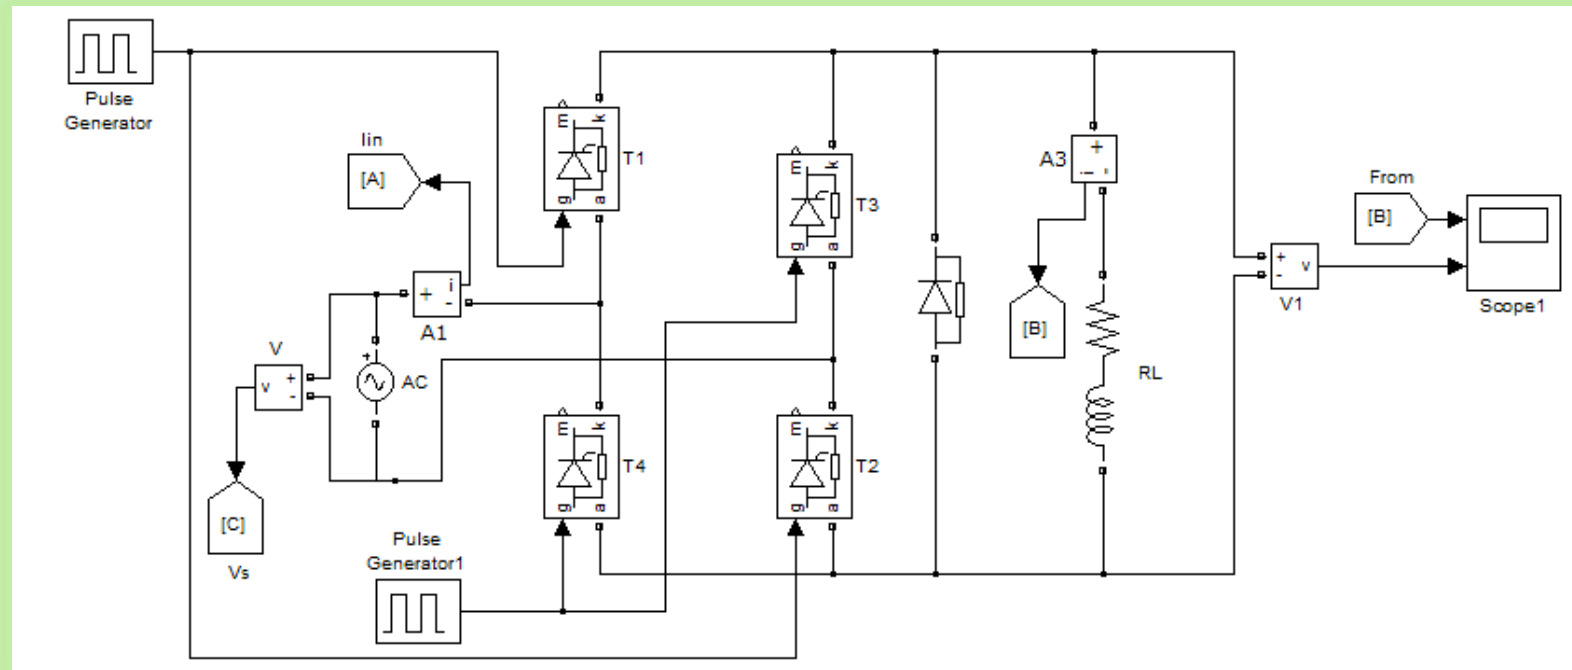 Pulse
Generator
Iin
[A]
m
k
g
a
T1
m
k
g
a
T3
A3
+
i
-
From
[B]
+
i
-
A1
[B]
+
-
v
V1
Scope1
V
v
+
-
+
AC
RL
m
k
g
a
T4
m
k
g
a
T2
[C]
Vs
Pulse
Generator1